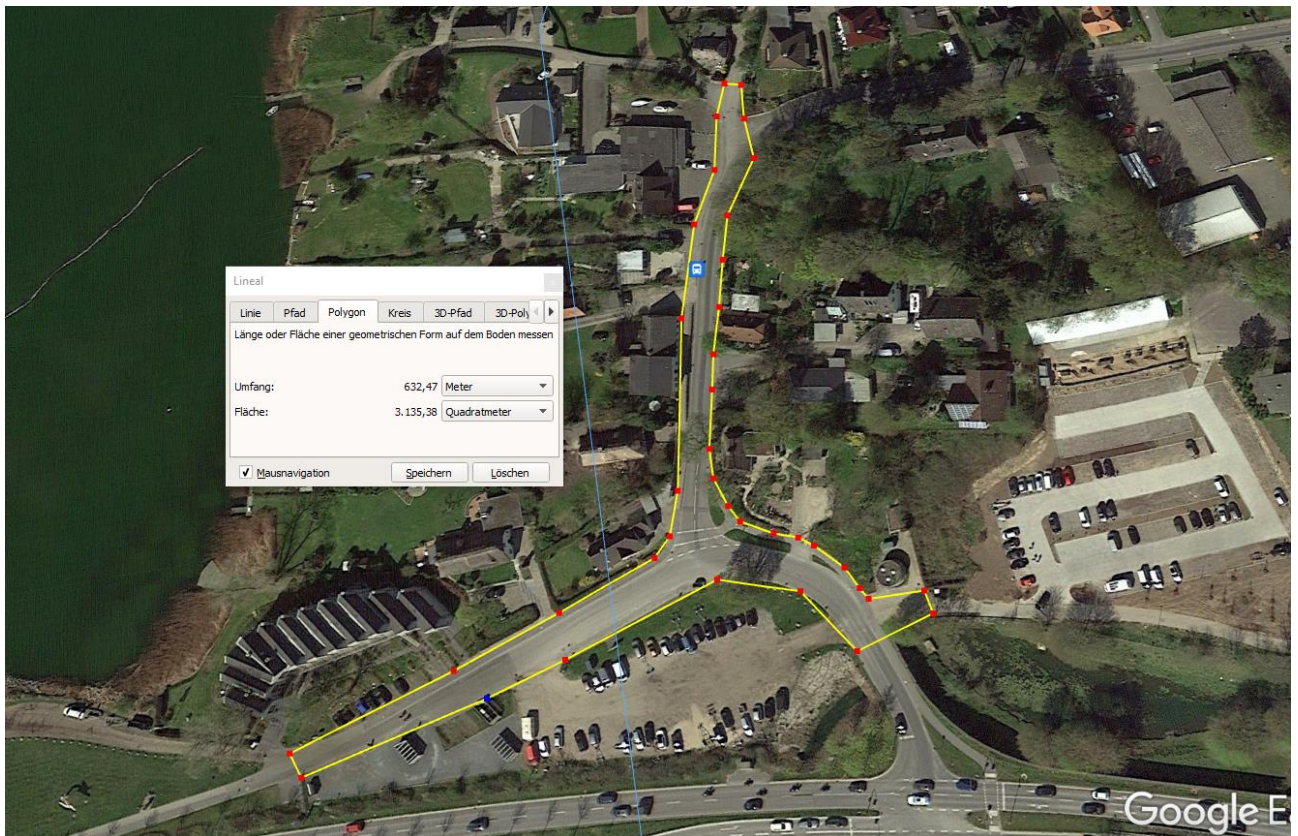 Lineal
Linie Pfad Polygon Kreis 3D-Pfad 3D-Poly
Länge oder Fläche einer geometrischen Form auf dem Boden messen
Umfang: 632,47 Meter
Fläche: 3.135,38 Quadratmeter
Mausnavigation Speichern Löschen
Google E